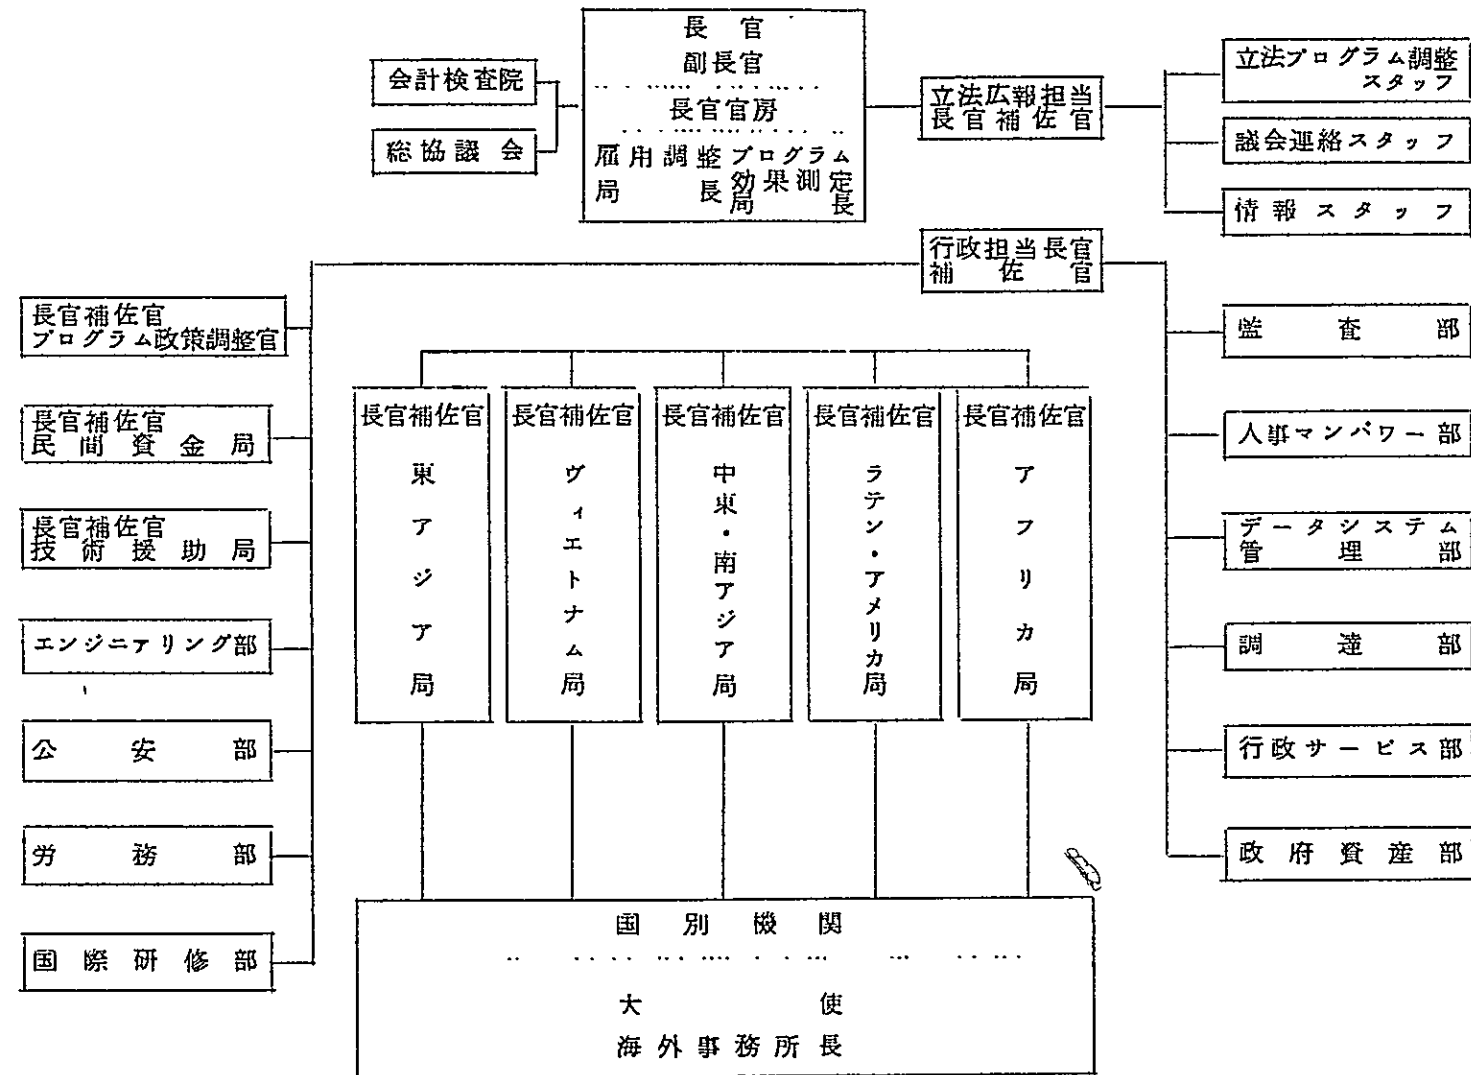 長官
副長官
長官官房
雇用調整局長
プログラム効果測定局長
会計検査院
総協議会
立法広報担当
長官補佐官
立法プログラム調整
スタッフ
議会連絡スタッフ
情報スタッフ
行政担当長官
補佐官
長官補佐官
プログラム政策調整官
長官補佐官
民間資金局
長官補佐官
技術援助局
エンジニアリング部
公安部
労務部
国際研修部
長官補佐官
東アジア局
長官補佐官
ヴィエトナム局
長官補佐官
中東・南アジア局
長官補佐官
ラテン・アメリカ局
長官補佐官
アフリカ局
監査部
人事マンパワー部
データシステム
管理部
調達部
行政サービス部
政府資産部
国別機関
大使
海外事務所長